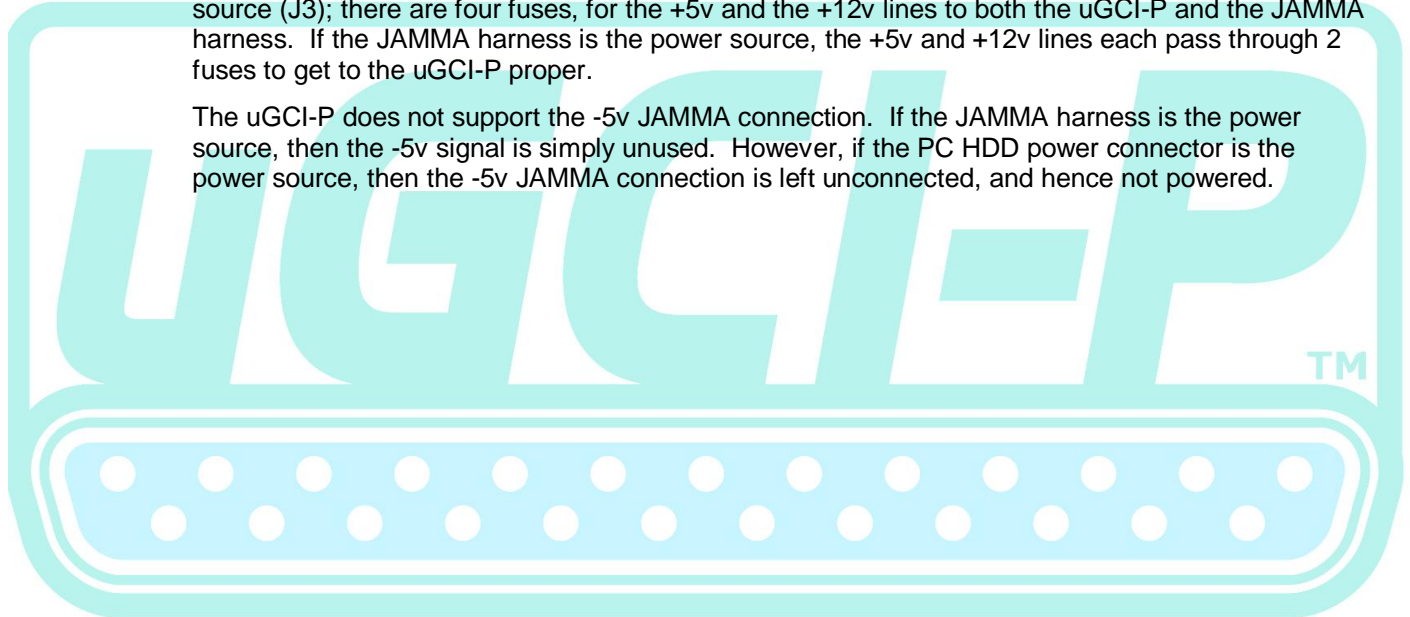 source (J3); there are four fuses, for the +5v and the +12v lines to both the uGCI-P and the JAMMA
harness. If the JAMMA harness is the power source, the +5v and +12v lines each pass through 2
fuses to get to the uGCI-P proper.
The uGCI-P does not support the -5v JAMMA connection. If the JAMMA harness is the power
source, then the -5v signal is simply unused. However, if the PC HDD power connector is the
power source, then the -5v JAMMA connection is left unconnected, and hence not powered.
uGCI-P
TM